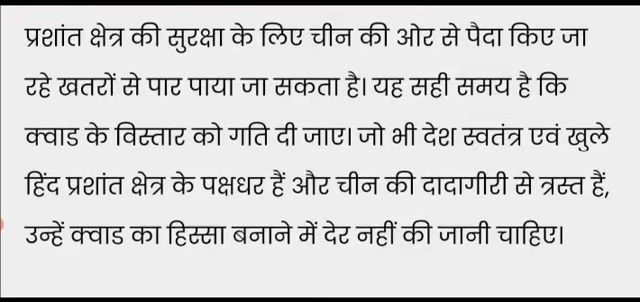 प्रशांत क्षेत्र की सुरक्षा के लिए चीन की ओर से पैदा किए जा
रहे खतरों से पार पाया जा सकता है। यह सही समय है कि
क्वाड के विस्तार को गति दी जाए। जो भी देश स्वतंत्र एवं खुले
हिंद प्रशांत क्षेत्र के पक्षधर हैं और चीन की दादागीरी से त्रस्त हैं,
उन्हें क्वाड का हिस्सा बनाने में देर नहीं की जानी चाहिए।